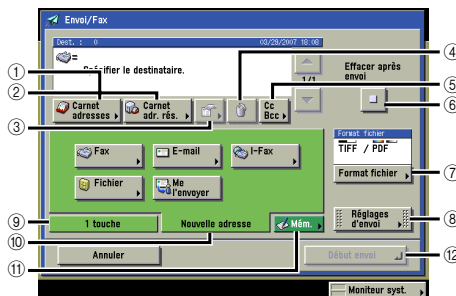 Envoi/Fax
Dest. : 0 03/28/2007 18:08
Spécifier le destinataire.
1/1
Effacer après
envoi
Carnet
adresses
Carnet
adr. rés.
Cc
Bcc
Fax
E-mail
I-Fax
Fichier
Me
l'envoyer
Format fichier
TIFF / PDF
Format fichier
Réglages
d'envoi
1 touche
Nouvelle adresse
Mém.
Annuler
Début envoi
Moniteur syst.
1
2
3
4
5
6
7
8
9
10
11
12